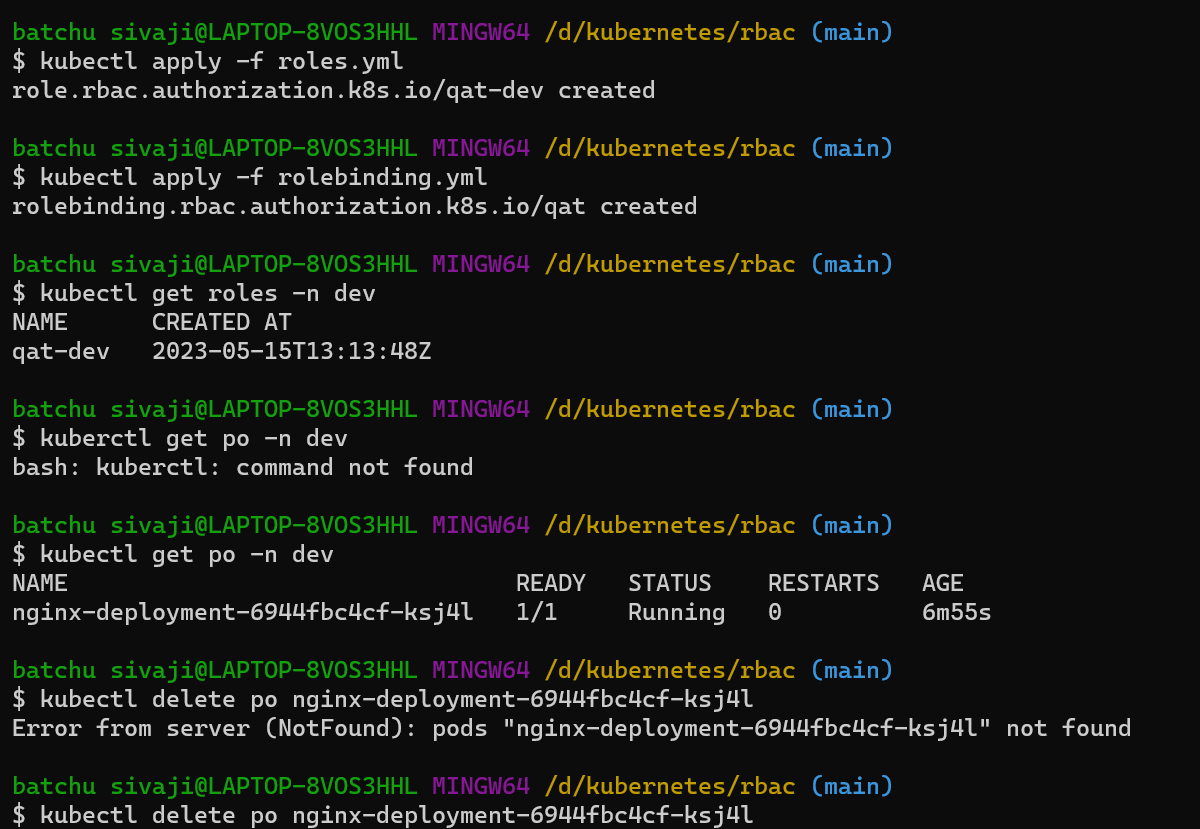 batchu sivaji@LAPTOP-8VOS3HHL MINGW64 /d/kubernetes/rbac (main)
$ kubectl apply -f roles.yml
role.rbac.authorization.k8s.io/qat-dev created
batchu sivaji@LAPTOP-8VOS3HHL MINGW64 /d/kubernetes/rbac (main)
$ kubectl apply -f rolebinding.yml
rolebinding.rbac.authorization.k8s.io/qat created
batchu sivaji@LAPTOP-8VOS3HHL MINGW64 /d/kubernetes/rbac (main)
$ kubectl get roles -n dev
NAME      CREATED AT
qat-dev   2023-05-15T13:13:48Z
batchu sivaji@LAPTOP-8VOS3HHL MINGW64 /d/kubernetes/rbac (main)
$ kuberctl get po -n dev
bash: kuberctl: command not found
batchu sivaji@LAPTOP-8VOS3HHL MINGW64 /d/kubernetes/rbac (main)
$ kubectl get po -n dev
NAME                                READY   STATUS    RESTARTS   AGE
nginx-deployment-6944fbc4cf-ksj4l   1/1     Running   0          6m55s
batchu sivaji@LAPTOP-8VOS3HHL MINGW64 /d/kubernetes/rbac (main)
$ kubectl delete po nginx-deployment-6944fbc4cf-ksj4l
Error from server (NotFound): pods "nginx-deployment-6944fbc4cf-ksj4l" not found
batchu sivaji@LAPTOP-8VOS3HHL MINGW64 /d/kubernetes/rbac (main)
$ kubectl delete po nginx-deployment-6944fbc4cf-ksj4l